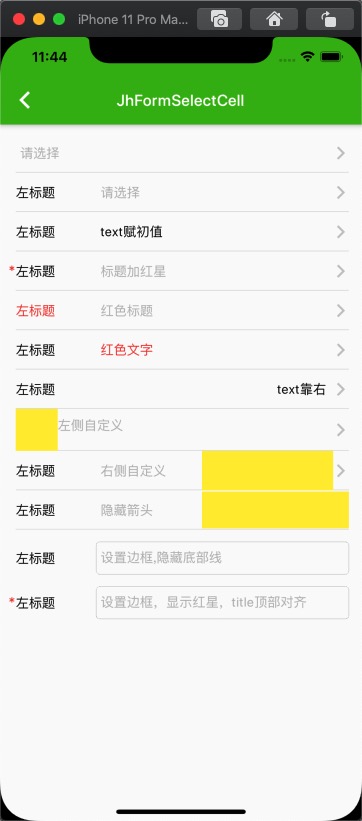 iPhone 11 Pro Ma...
11:44
JhFormSelectCell
请选择
左标题 请选择
左标题 text赋初值
*左标题 标题加红星
左标题 红色标题
左标题 红色文字
左标题 text靠右
左侧自定义
左标题 右侧自定义
左标题 隐藏箭头
左标题 设置边框,隐藏底部线
*左标题 设置边框，显示红星，title顶部对齐